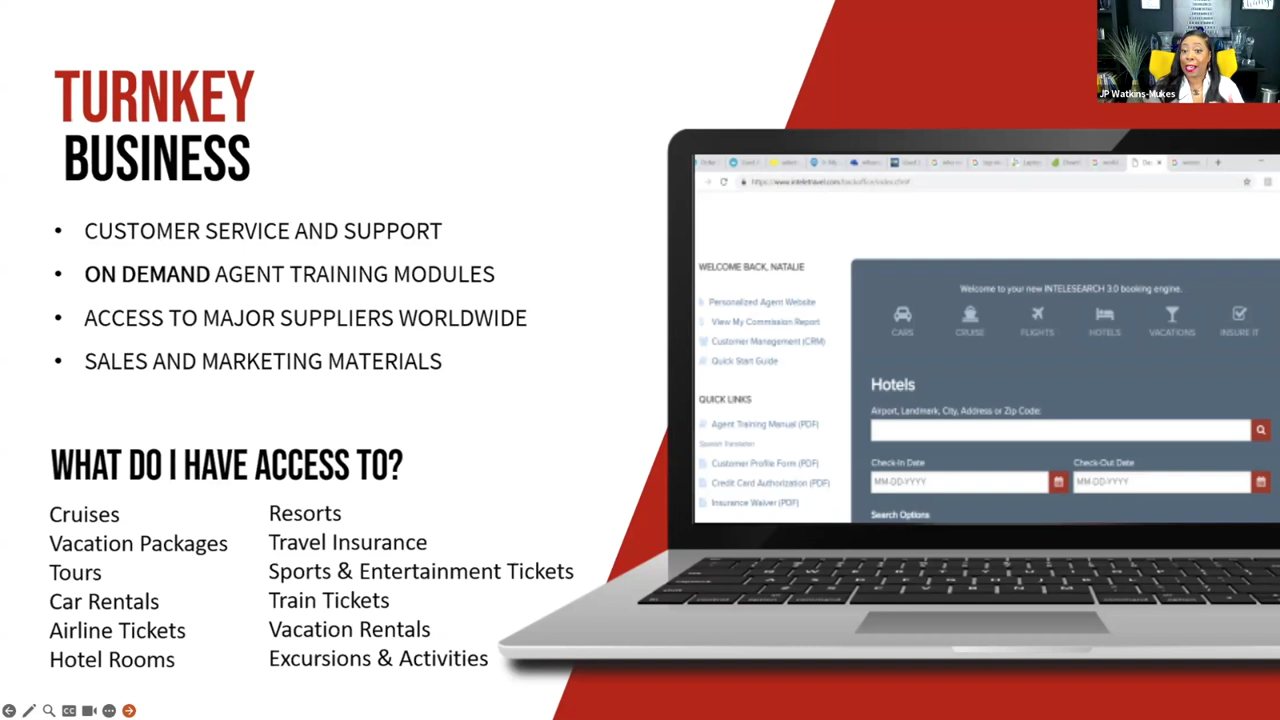 TURNKEY
BUSINESS
• CUSTOMER SERVICE AND SUPPORT
• ON DEMAND AGENT TRAINING MODULES
• ACCESS TO MAJOR SUPPLIERS WORLDWIDE
• SALES AND MARKETING MATERIALS
WHAT DO I HAVE ACCESS TO?
Cruises
Vacation Packages
Tours
Car Rentals
Airline Tickets
Hotel Rooms
Resorts
Travel Insurance
Sports & Entertainment Tickets
Train Tickets
Vacation Rentals
Excursions & Activities
JP Watkins-Mukes
WELCOME BACK, NATALIE
Personalized Agent Website
View My Commission Report
Customer Management (CRM)
Quick Start Guide
QUICK LINKS
Agent Training Manual (PDF)
Spanish Translation
Customer Profile Form (PDF)
Credit Card Authorization (PDF)
Insurance Waiver (PDF)
Welcome to your new INTELESEARCH 3.0 booking engine.
CARS CRUISE FLIGHTS HOTELS VACATIONS INSURE IT
Hotels
Airport, Landmark, City, Address or Zip Code:
Check-In Date Check-Out Date
MM-DD-YYYY MM-DD-YYYY
Search Options
CC